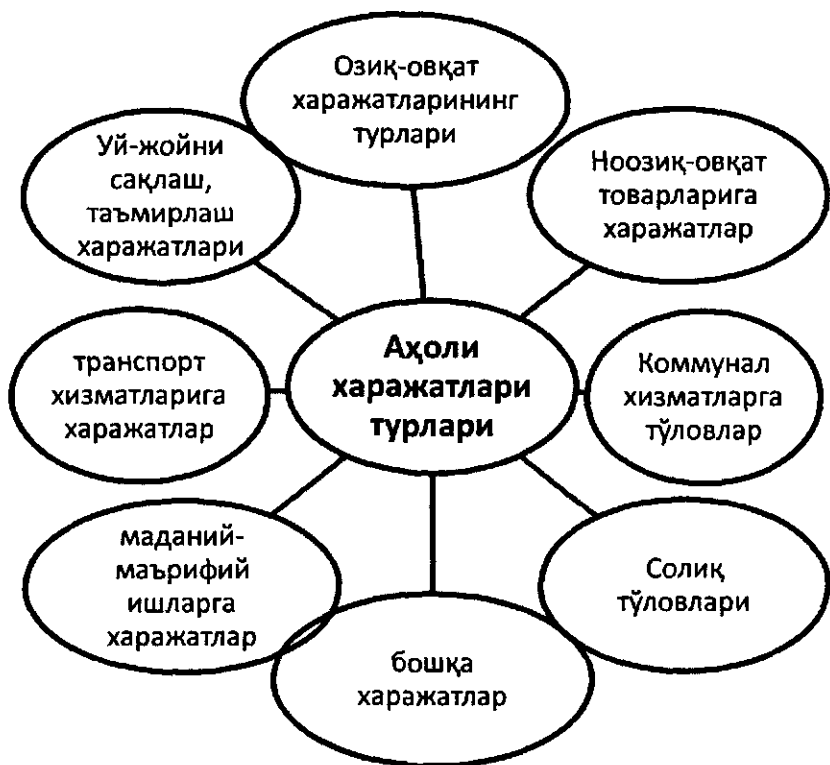 Озиқ-овқат
харажатларининг
турлари
Уй-жойни
сақлаш,
таъмирлаш
харажатлари
Ноозиқ-овқат
товарларига
харажатлар
Аҳоли
харажатлари
турлари
транспорт
хизматларига
харажатлар
Коммунал
хизматларга
тўловлар
маданий-
маърифий
ишларга
харажатлар
Солиқ
тўловлари
бошқа
харажатлар